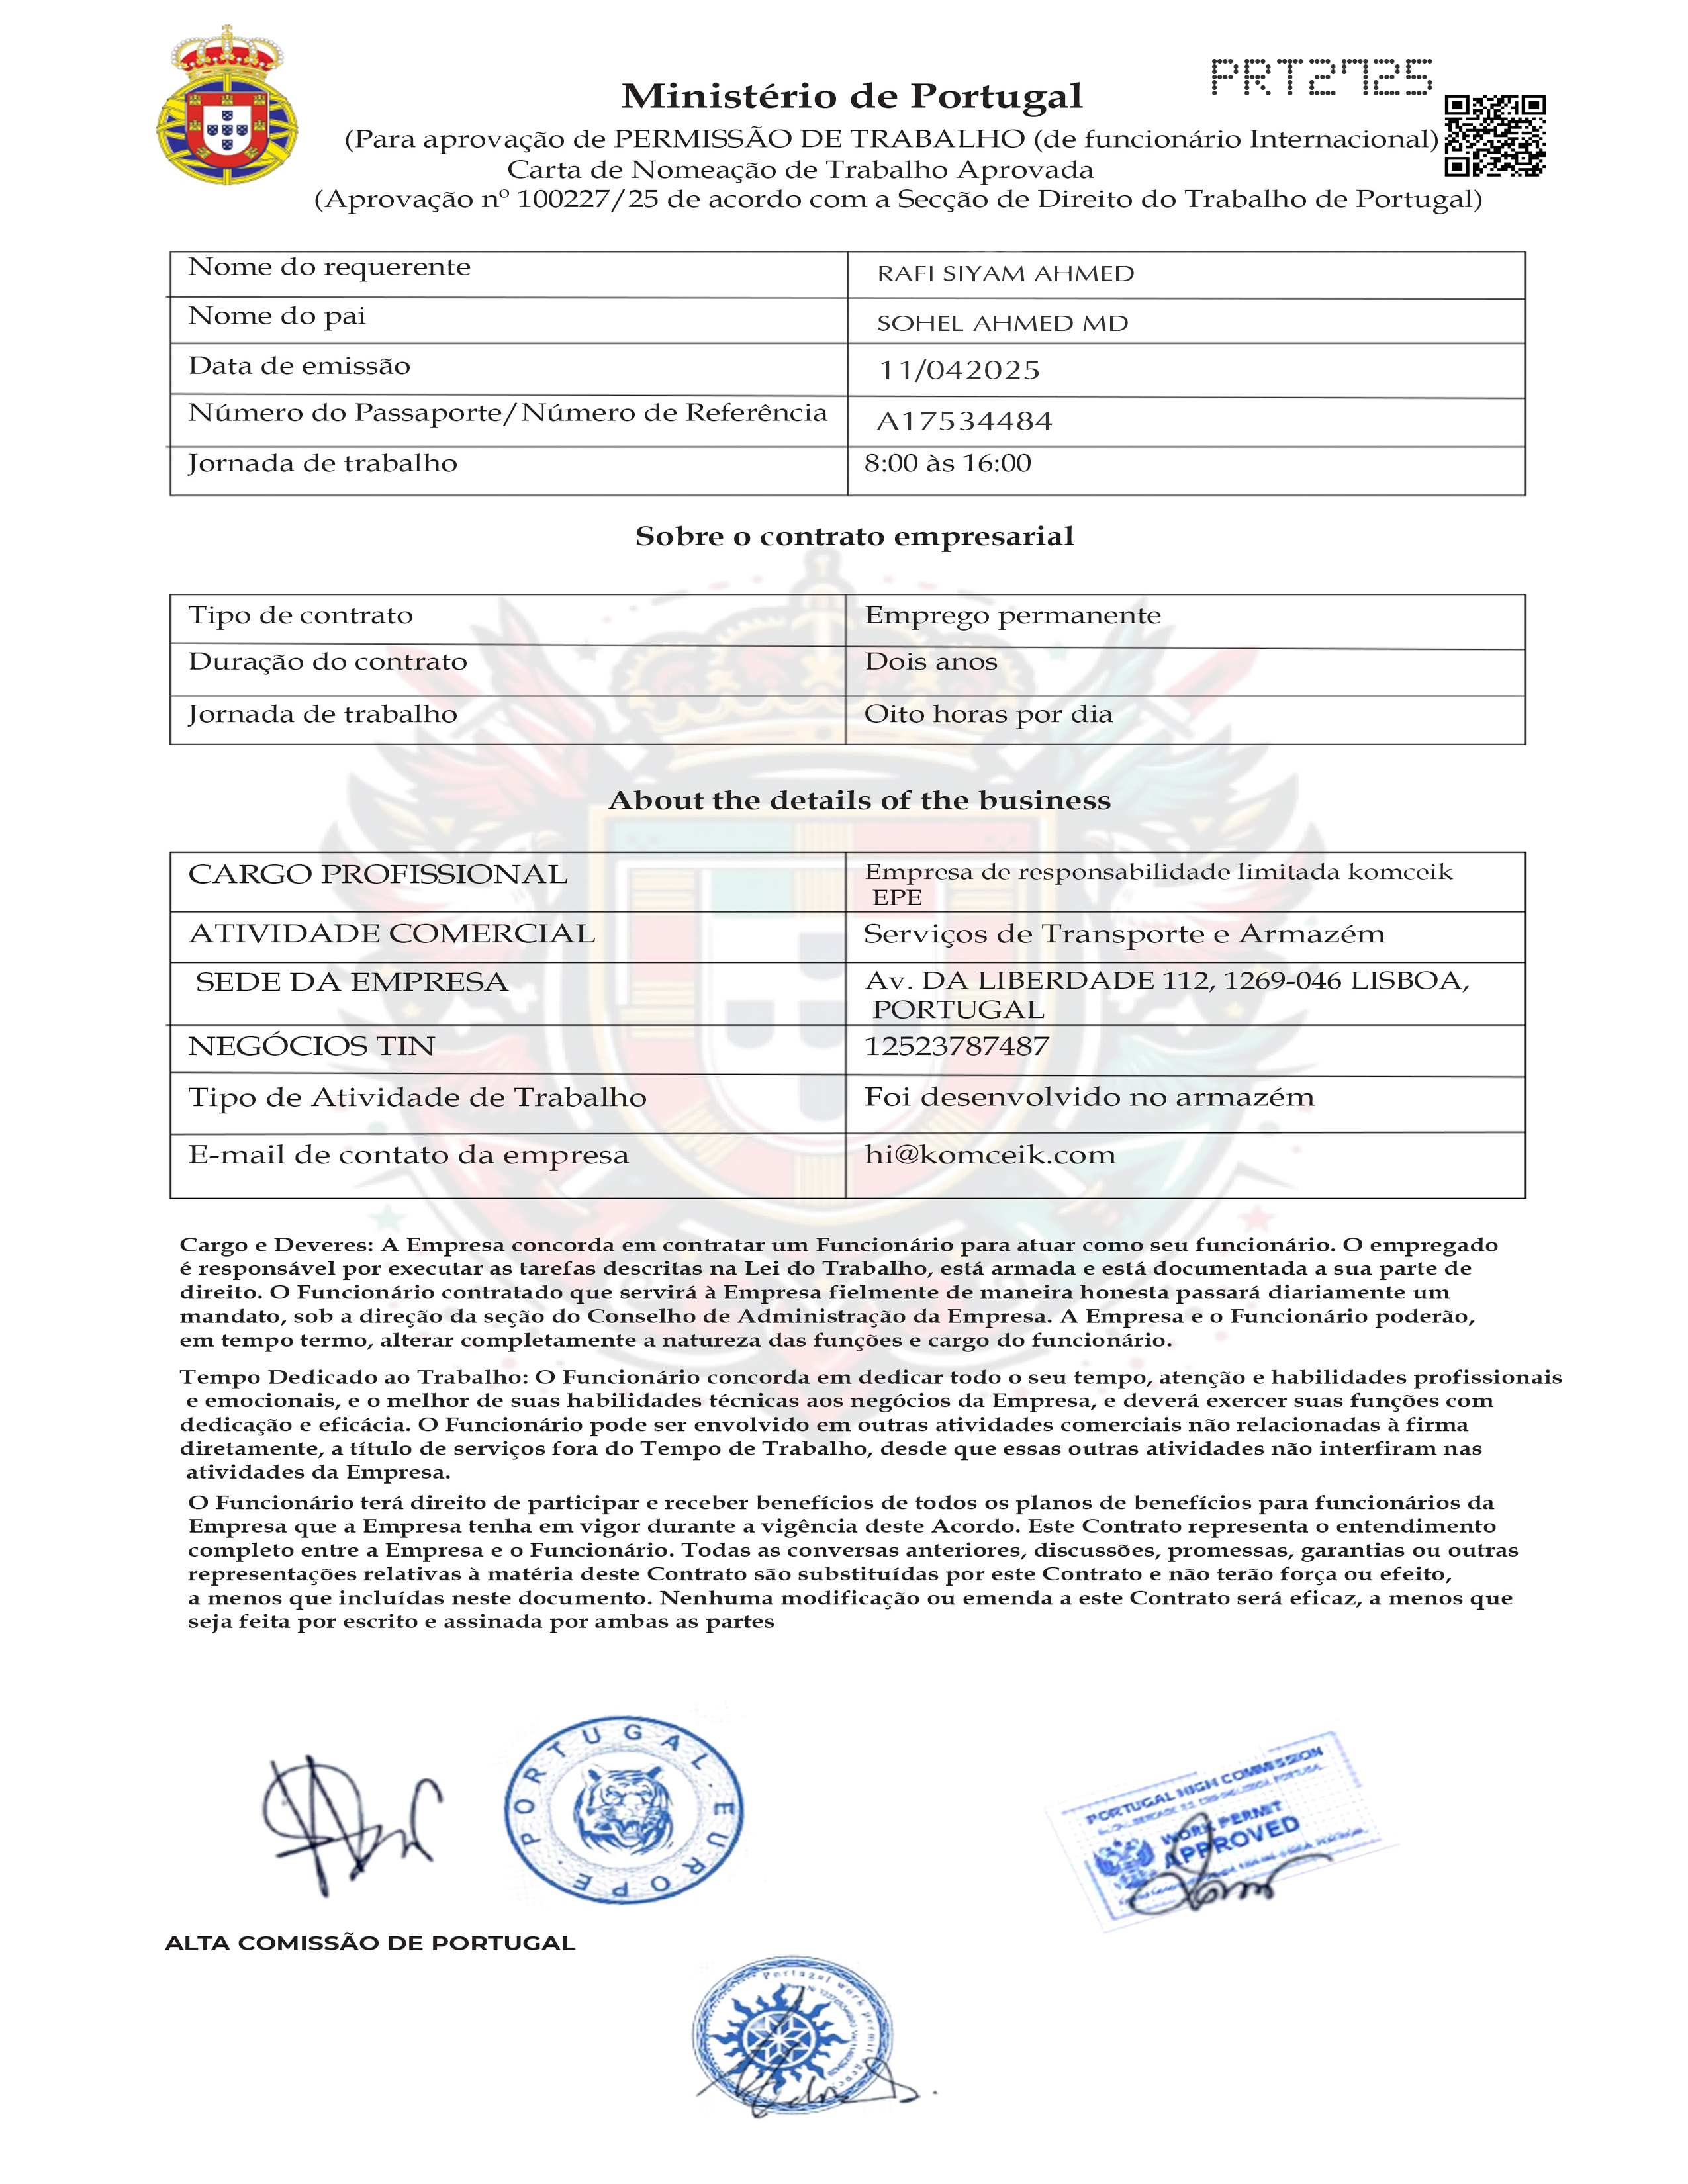 PRT2725
Ministério de Portugal
(Para aprovação de PERMISSÃO DE TRABALHO (de funcionário Internacional)
Carta de Nomeação de Trabalho Aprovada
(Aprovação nº 100227/25 de acordo com a Secção de Direito do Trabalho de Portugal)
Nome do requerente RAFI SIYAM AHMED
Nome do pai SOHEL AHMED MD
Data de emissão 11/042025
Número do Passaporte/Número de Referência A17534484
Jornada de trabalho 8:00 às 16:00
Sobre o contrato empresarial
Tipo de contrato Emprego permanente
Duração do contrato Dois anos
Jornada de trabalho Oito horas por dia
About the details of the business
CARGO PROFISSIONAL Empresa de responsabilidade limitada komceik
EPE
ATIVIDADE COMERCIAL Serviços de Transporte e Armazém
SEDE DA EMPRESA Av. DA LIBERDADE 112, 1269-046 LISBOA,
PORTUGAL
NEGÓCIOS TIN 12523787487
Tipo de Atividade de Trabalho Foi desenvolvido no armazém
E-mail de contato da empresa hi@komceik.com
Cargo e Deveres: A Empresa concorda em contratar um Funcionário para atuar como seu funcionário. O empregado
é responsável por executar as tarefas descritas na Lei do Trabalho, está armada e está documentada a sua parte de
direito. O Funcionário contratado que servirá à Empresa fielmente de maneira honesta passará diariamente um
mandato, sob a direção da seção do Conselho de Administração da Empresa. A Empresa e o Funcionário poderão,
em tempo termo, alterar completamente a natureza das funções e cargo do funcionário.
Tempo Dedicado ao Trabalho: O Funcionário concorda em dedicar todo o seu tempo, atenção e habilidades profissionais
e emocionais, e o melhor de suas habilidades técnicas aos negócios da Empresa, e deverá exercer suas funções com
dedicação e eficácia. O Funcionário pode ser envolvido em outras atividades comerciais não relacionadas à firma
diretamente, a título de serviços fora do Tempo de Trabalho, desde que essas outras atividades não interfiram nas
atividades da Empresa.
O Funcionário terá direito de participar e receber benefícios de todos os planos de benefícios para funcionários da
Empresa que a Empresa tenha em vigor durante a vigência deste Acordo. Este Contrato representa o entendimento
completo entre a Empresa e o Funcionário. Todas as conversas anteriores, discussões, promessas, garantias ou outras
representações relativas à matéria deste Contrato são substituídas por este Contrato e não terão força ou efeito,
a menos que incluídas neste documento. Nenhuma modificação ou emenda a este Contrato será eficaz, a menos que
seja feita por escrito e assinada por ambas as partes
PORTUGAL.EUROPE.
PORTUGAL HIGH COMMISSION
WORK PERMIT
APPROVED
ALTA COMISSÃO DE PORTUGAL
Portugal work permit